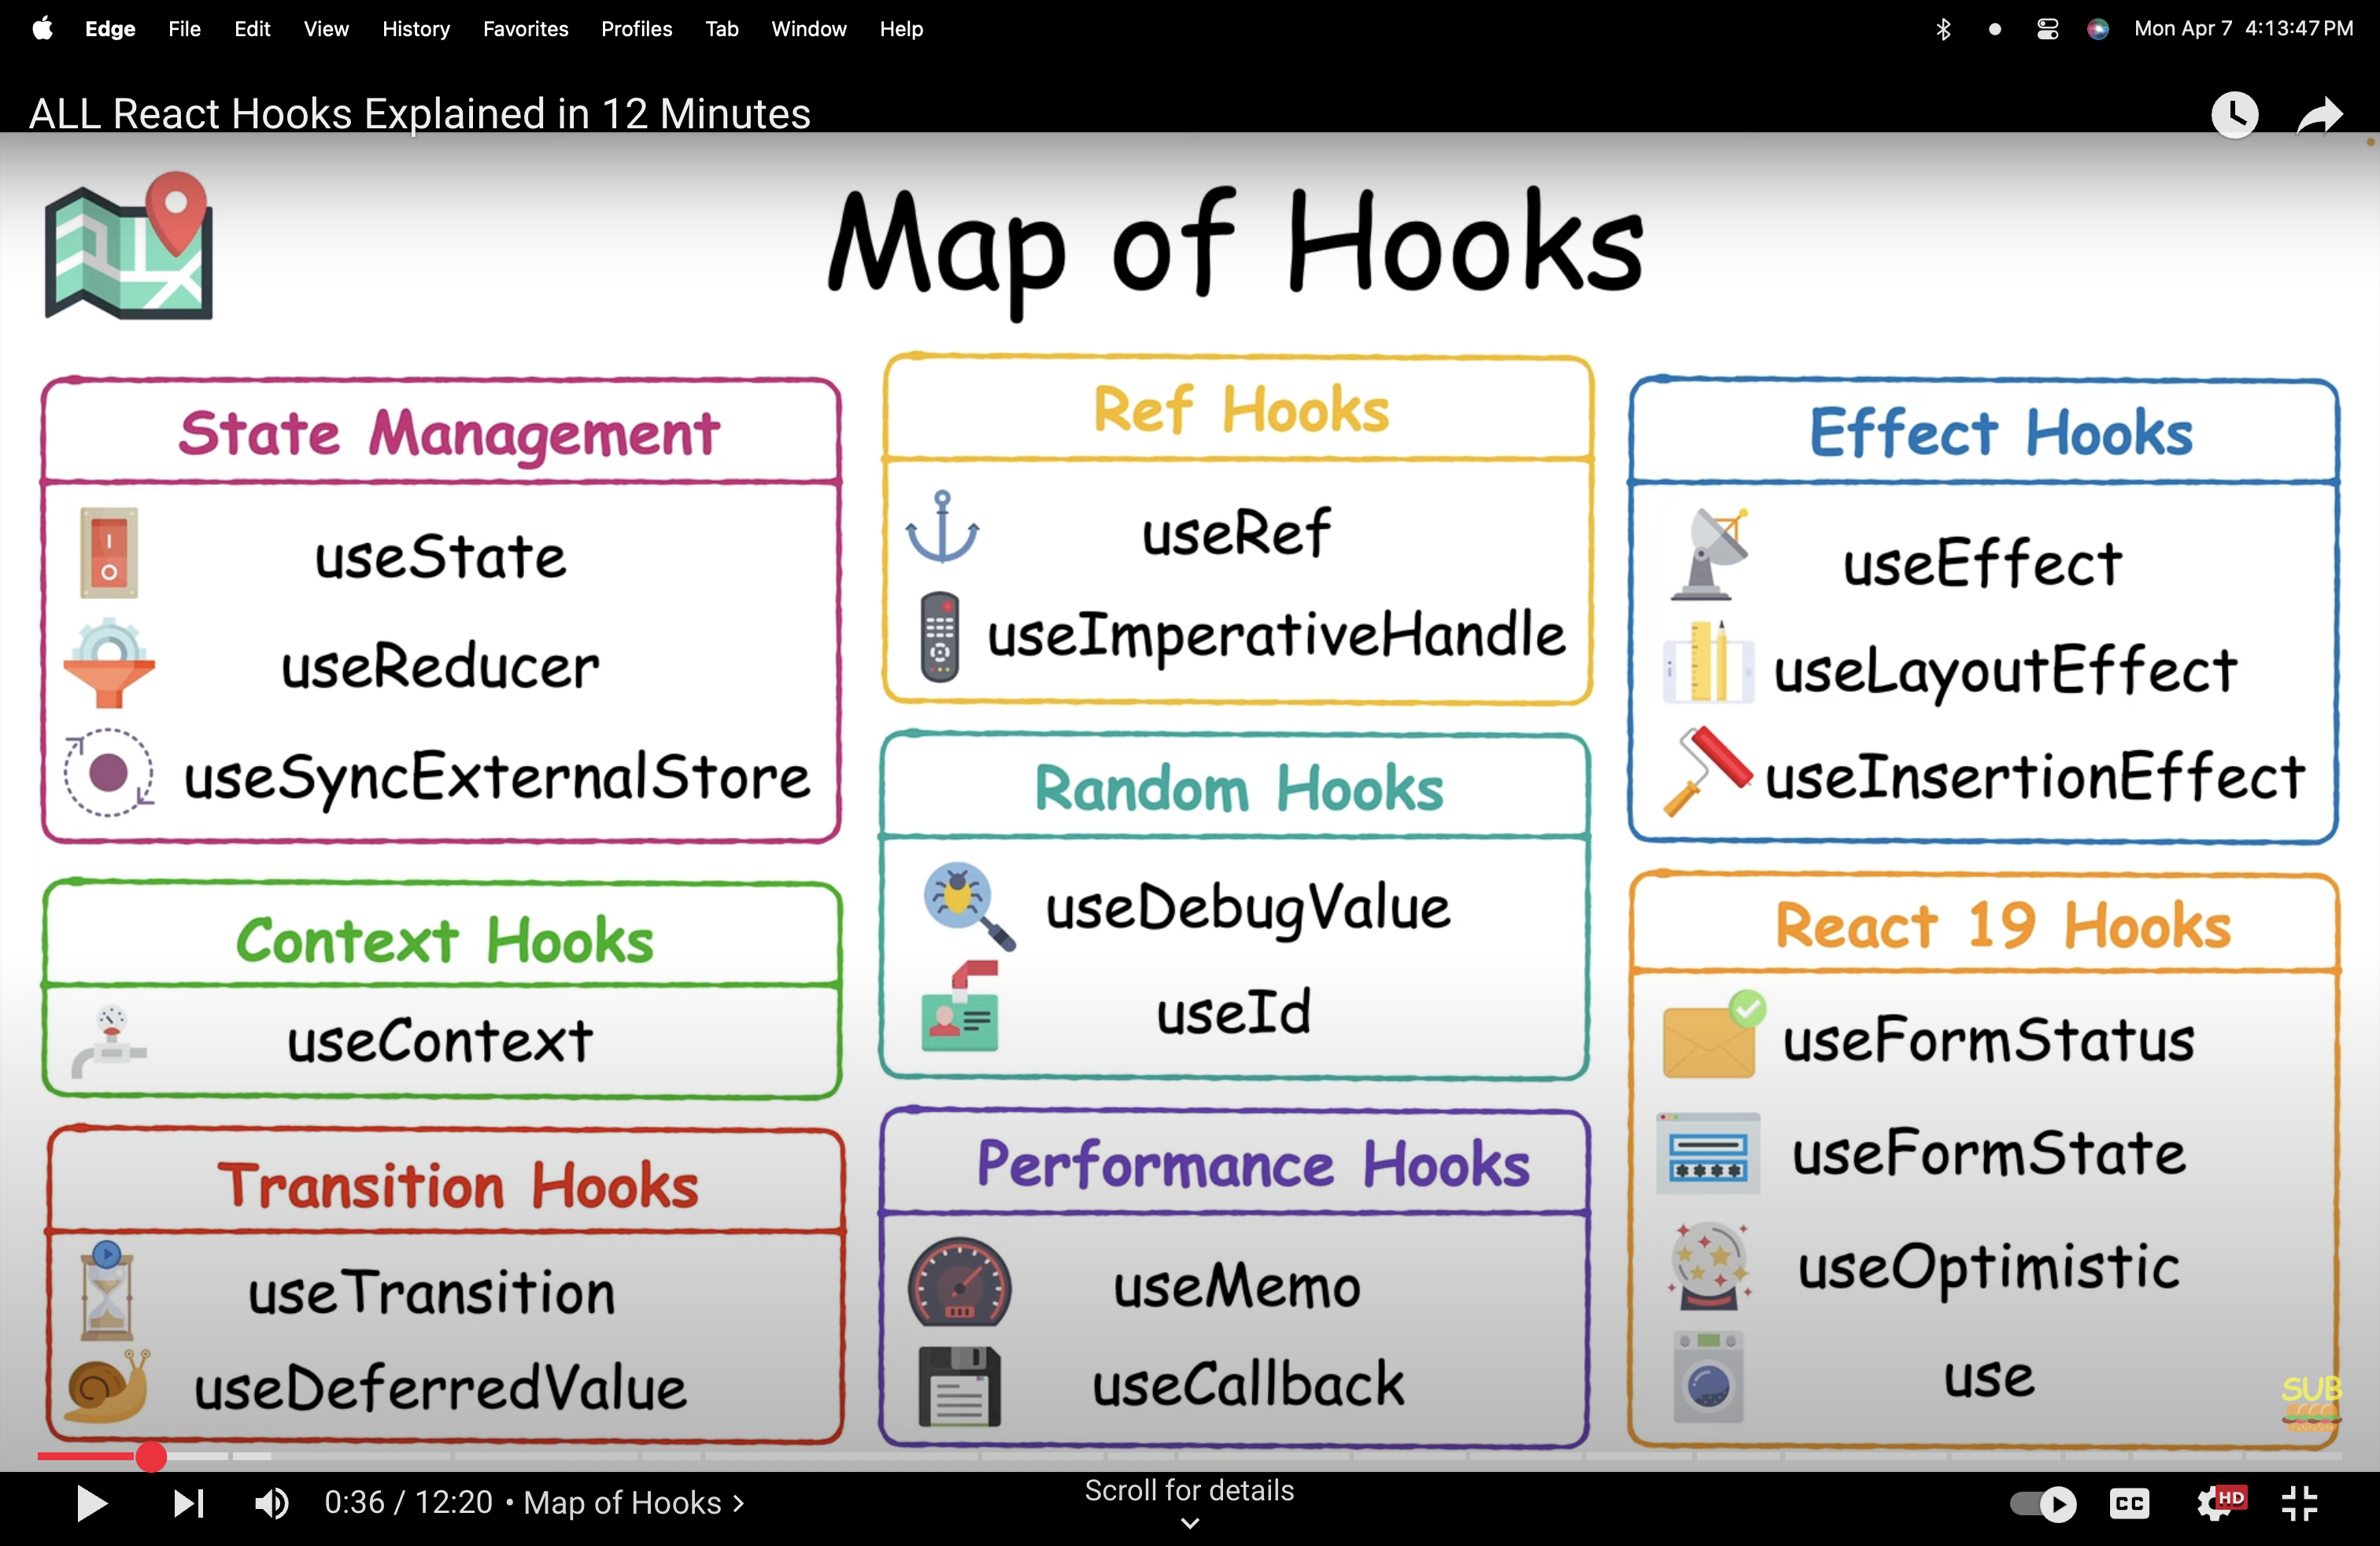 Edge File Edit View History Favorites Profiles Tab Window Help
Mon Apr 7 4:13:47 PM
ALL React Hooks Explained in 12 Minutes
Map of Hooks
State Management
useState
useReducer
useSyncExternalStore
Context Hooks
useContext
Transition Hooks
useTransition
useDeferredValue
Ref Hooks
useRef
useImperativeHandle
Random Hooks
useDebugValue
useId
Performance Hooks
useMemo
useCallback
Effect Hooks
useEffect
useLayoutEffect
useInsertionEffect
React 19 Hooks
useFormStatus
useFormState
useOptimistic
use
SUB
0:36 / 12:20 • Map of Hooks >
Scroll for details
CC
HD